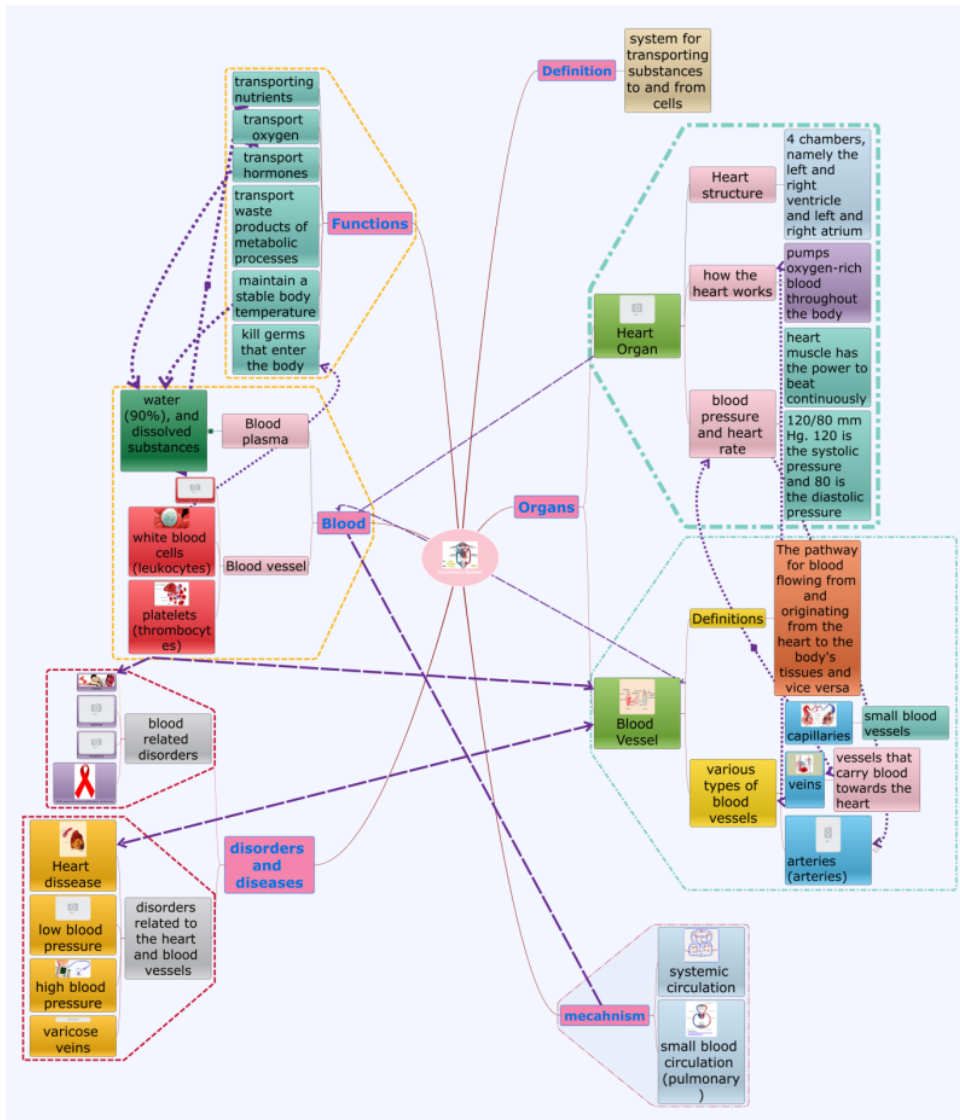 Definition
system for
transporting
substances
to and from
cells
transporting
nutrients
transport
oxygen
transport
hormones
transport
waste
products of
metabolic
processes
maintain a
stable body
temperature
kill germs
that enter
the body
Functions
Heart
structure
4 chambers,
namely the
left and
right
ventricle
and left and
right atrium
how the
heart works
pumps
oxygen-rich
blood
throughout
the body
Heart
Organ
blood
pressure
and heart
rate
heart
muscle has
the power to
beat
continuously
120/80 mm
Hg. 120 is
the systolic
pressure
and 80 is
the diastolic
pressure
Organs
water
(90%), and
dissolved
substances
Blood
plasma
Blood
white blood
cells
(leukocytes)
Blood vessel
platelets
(thrombocyt
es)
Definitions
The pathway
for blood
flowing from
and
originating
from the
heart to the
body's
tissues and
vice versa
Blood
Vessel
various
types of
blood
vessels
capillaries
small blood
vessels
veins
vessels that
carry blood
towards the
heart
arteries
(arteries)
blood
related
disorders
disorders
and
diseases
Heart
dissease
low blood
pressure
high blood
pressure
varicose
veins
disorders
related to
the heart
and blood
vessels
mecahnism
systemic
circulation
small blood
circulation
(pulmonary
)